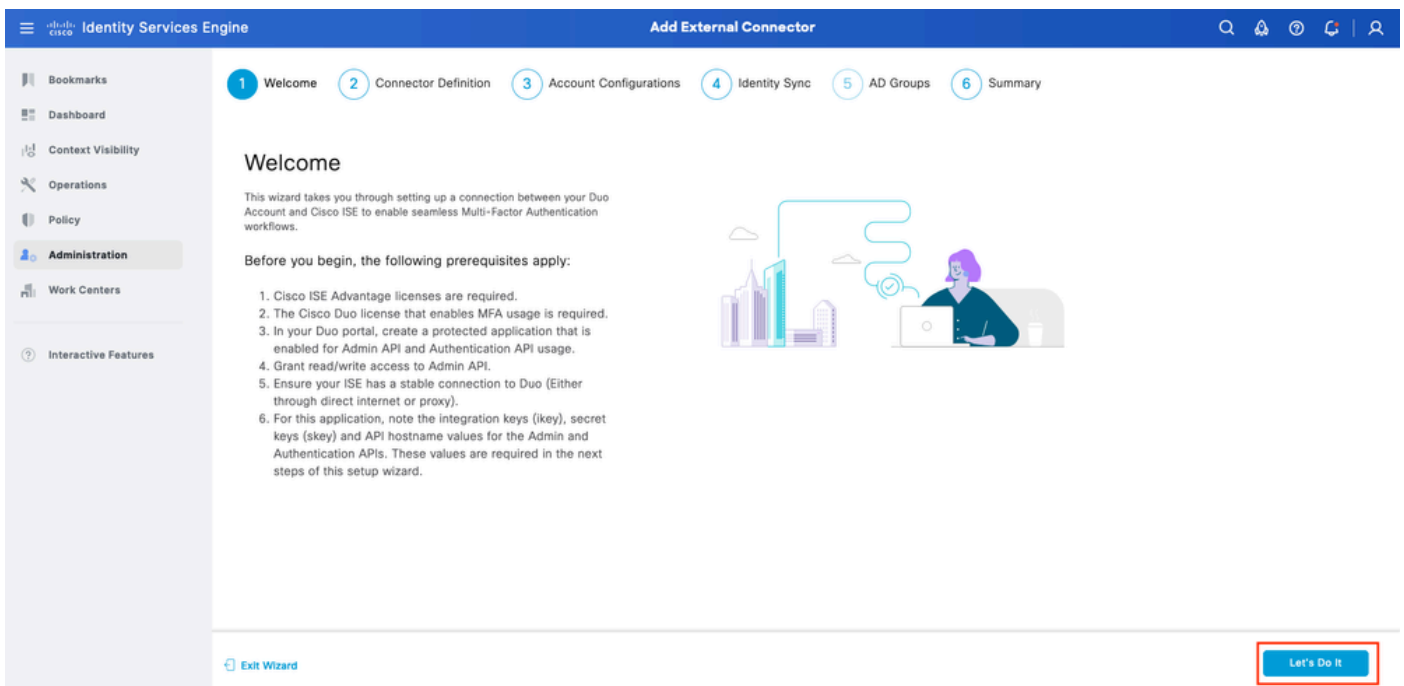 cisco Identity Services Engine
Add External Connector
Bookmarks
Dashboard
Context Visibility
Operations
Policy
Administration
Work Centers
Interactive Features
1 Welcome 2 Connector Definition 3 Account Configurations 4 Identity Sync 5 AD Groups 6 Summary
Welcome
This wizard takes you through setting up a connection between your Duo
Account and Cisco ISE to enable seamless Multi-Factor Authentication
workflows.
Before you begin, the following prerequisites apply:
1. Cisco ISE Advantage licenses are required.
2. The Cisco Duo license that enables MFA usage is required.
3. In your Duo portal, create a protected application that is
enabled for Admin API and Authentication API usage.
4. Grant read/write access to Admin API.
5. Ensure your ISE has a stable connection to Duo (Either
through direct internet or proxy).
6. For this application, note the integration keys (ikey), secret
keys (skey) and API hostname values for the Admin and
Authentication APIs. These values are required in the next
steps of this setup wizard.
Exit Wizard
Let's Do It